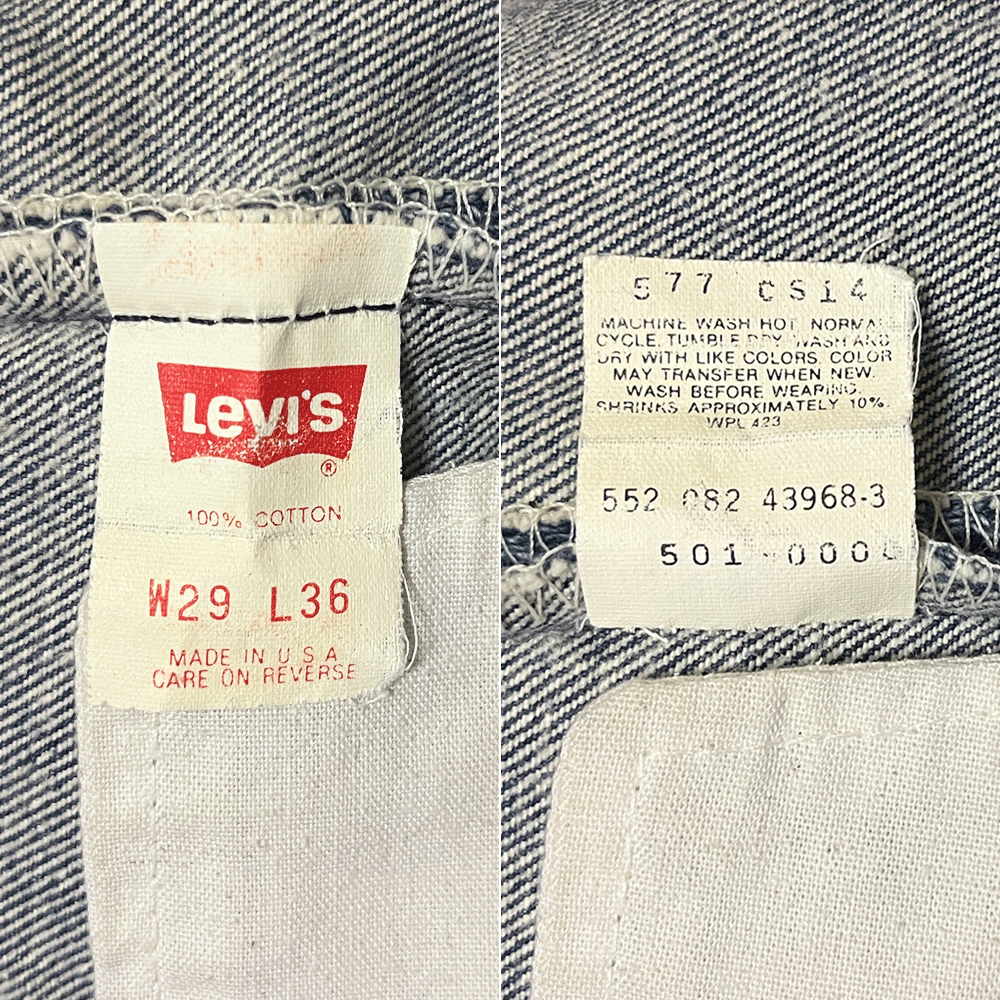 LEVI'S
®
100% COTTON
W29 L36
MADE IN U S A
CARE ON REVERSE
577 CS14
MACHINE WASH HOT, NORMAL
CYCLE. TUMBLE DRY. WASH AND
DRY WITH LIKE COLORS. COLOR
MAY TRANSFER WHEN NEW.
WASH BEFORE WEARING.
SHRINKS APPROXIMATELY 10%.
WPL 423
552 082 43968-3
501-000